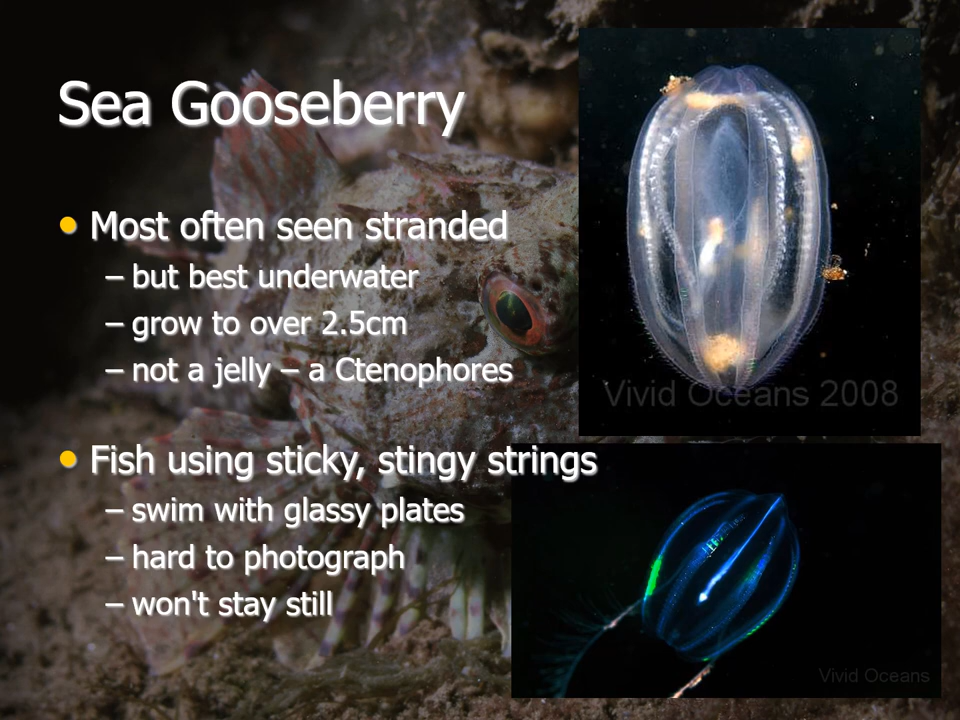 Sea Gooseberry
• Most often seen stranded
– but best underwater
– grow to over 2.5cm
– not a jelly – a Ctenophores
Vivid Oceans 2008
• Fish using sticky, stingy strings
– swim with glassy plates
– hard to photograph
– won't stay still
Vivid Oceans